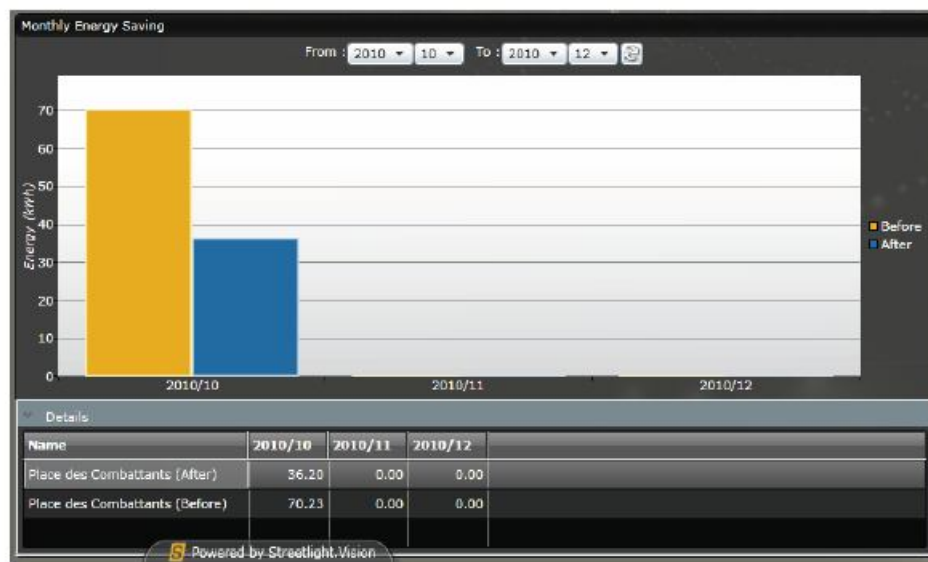 Monthly Energy Saving
From : 2010 10 To : 2010 12
70
60
50
40
30
20
10
0
Energy (kWh)
2010/10 2010/11 2010/12
Before
After
Details
Name 2010/10 2010/11 2010/12
Place des Combattants (After) 36.20 0.00 0.00
Place des Combattants (Before) 70.23 0.00 0.00
S Powered by Streetlight.Vision